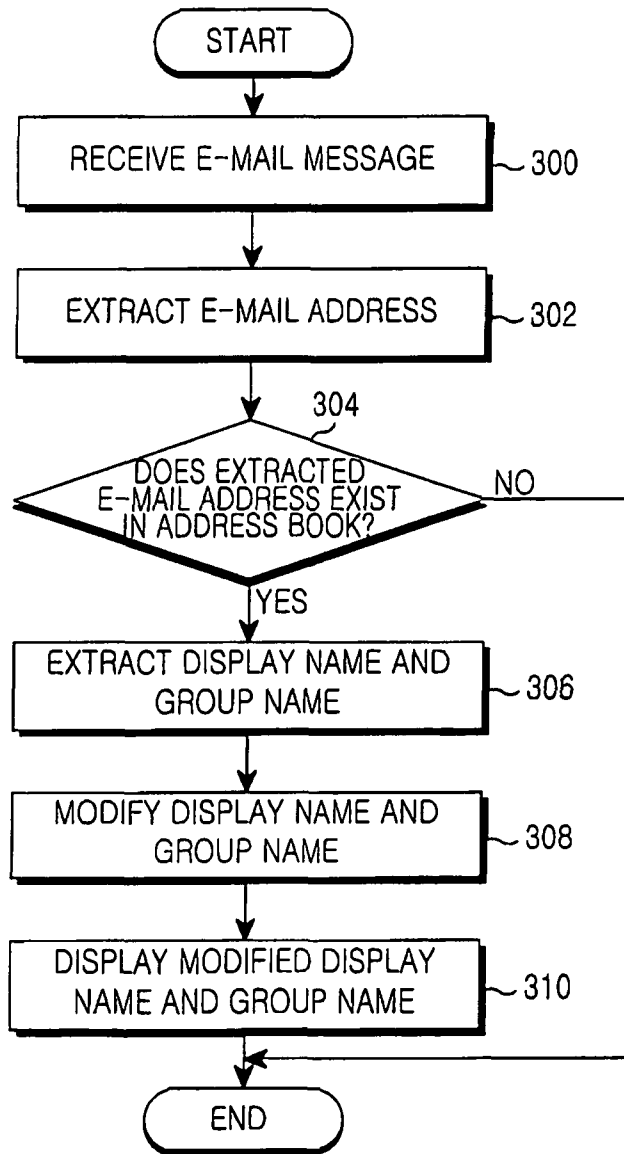 START
RECEIVE E-MAIL MESSAGE
300
EXTRACT E-MAIL ADDRESS
302
304
DOES EXTRACTED
E-MAIL ADDRESS EXIST
IN ADDRESS BOOK?
NO
YES
EXTRACT DISPLAY NAME AND
GROUP NAME
306
MODIFY DISPLAY NAME AND
GROUP NAME
308
DISPLAY MODIFIED DISPLAY
NAME AND GROUP NAME
310
END